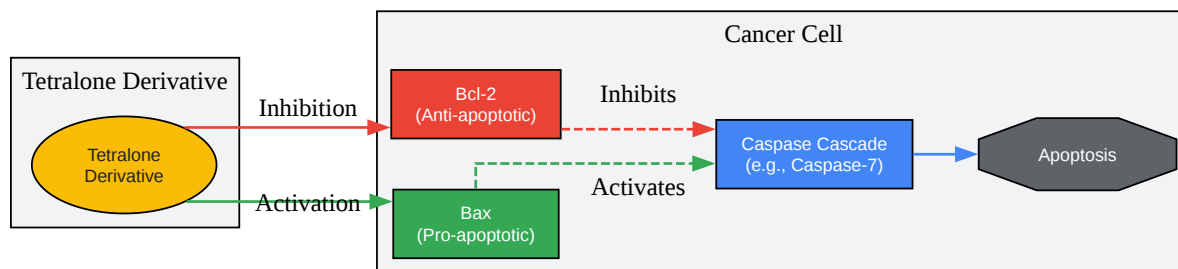 Cancer Cell
Tetralone Derivative
Tetralone
Derivative
Inhibition
Activation
Bcl-2
(Anti-apoptotic)
Bax
(Pro-apoptotic)
Inhibits
Activates
Caspase Cascade
(e.g., Caspase-7)
Apoptosis